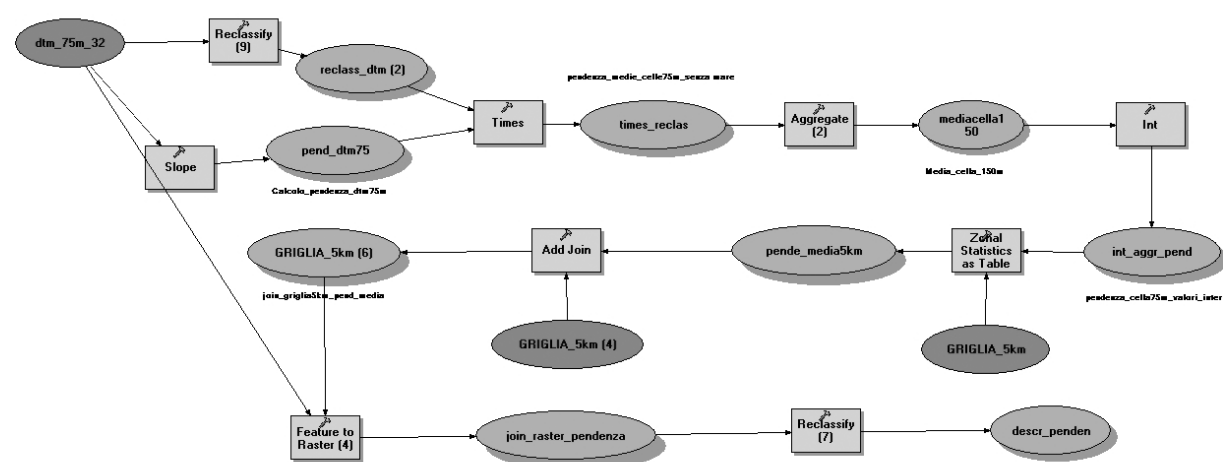 dtm_75m_32
Reclassify
(9)
reclass_dtm (2)
pendenza_medie_celle75m_senza mare
Times
times_reclas
Aggregate
(2)
mediacella1
50
Int
Slope
pend_dtm75
Calcolo_pendenza_dtm75m
Media_cella_150m
GRIGLIA_5km (6)
Add Join
pende_media5km
Zonal
Statistics
as Table
int_aggr_pend
join_griglia5km_pend_media
pendenza_cella75m_valori_inter
GRIGLIA_5km (4)
GRIGLIA_5km
Feature to
Raster (4)
join_raster_pendenza
Reclassify
(7)
descr_penden